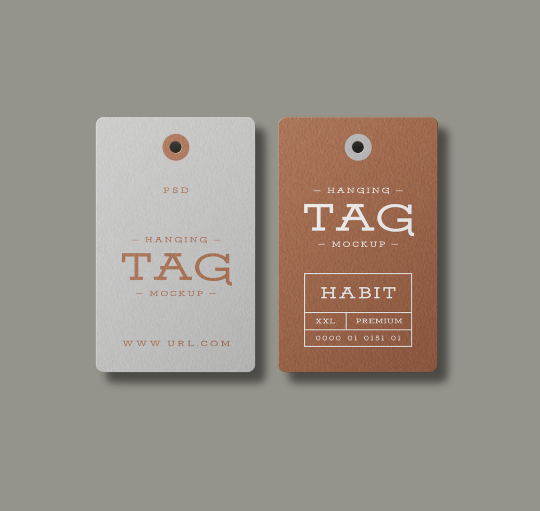 PSD
— HANGING —
TAG
— MOCKUP —
WWW URL.COM
— HANGING —
TAG
— MOCKUP —
HABIT
XXL PREMIUM
0000 01 0151 01